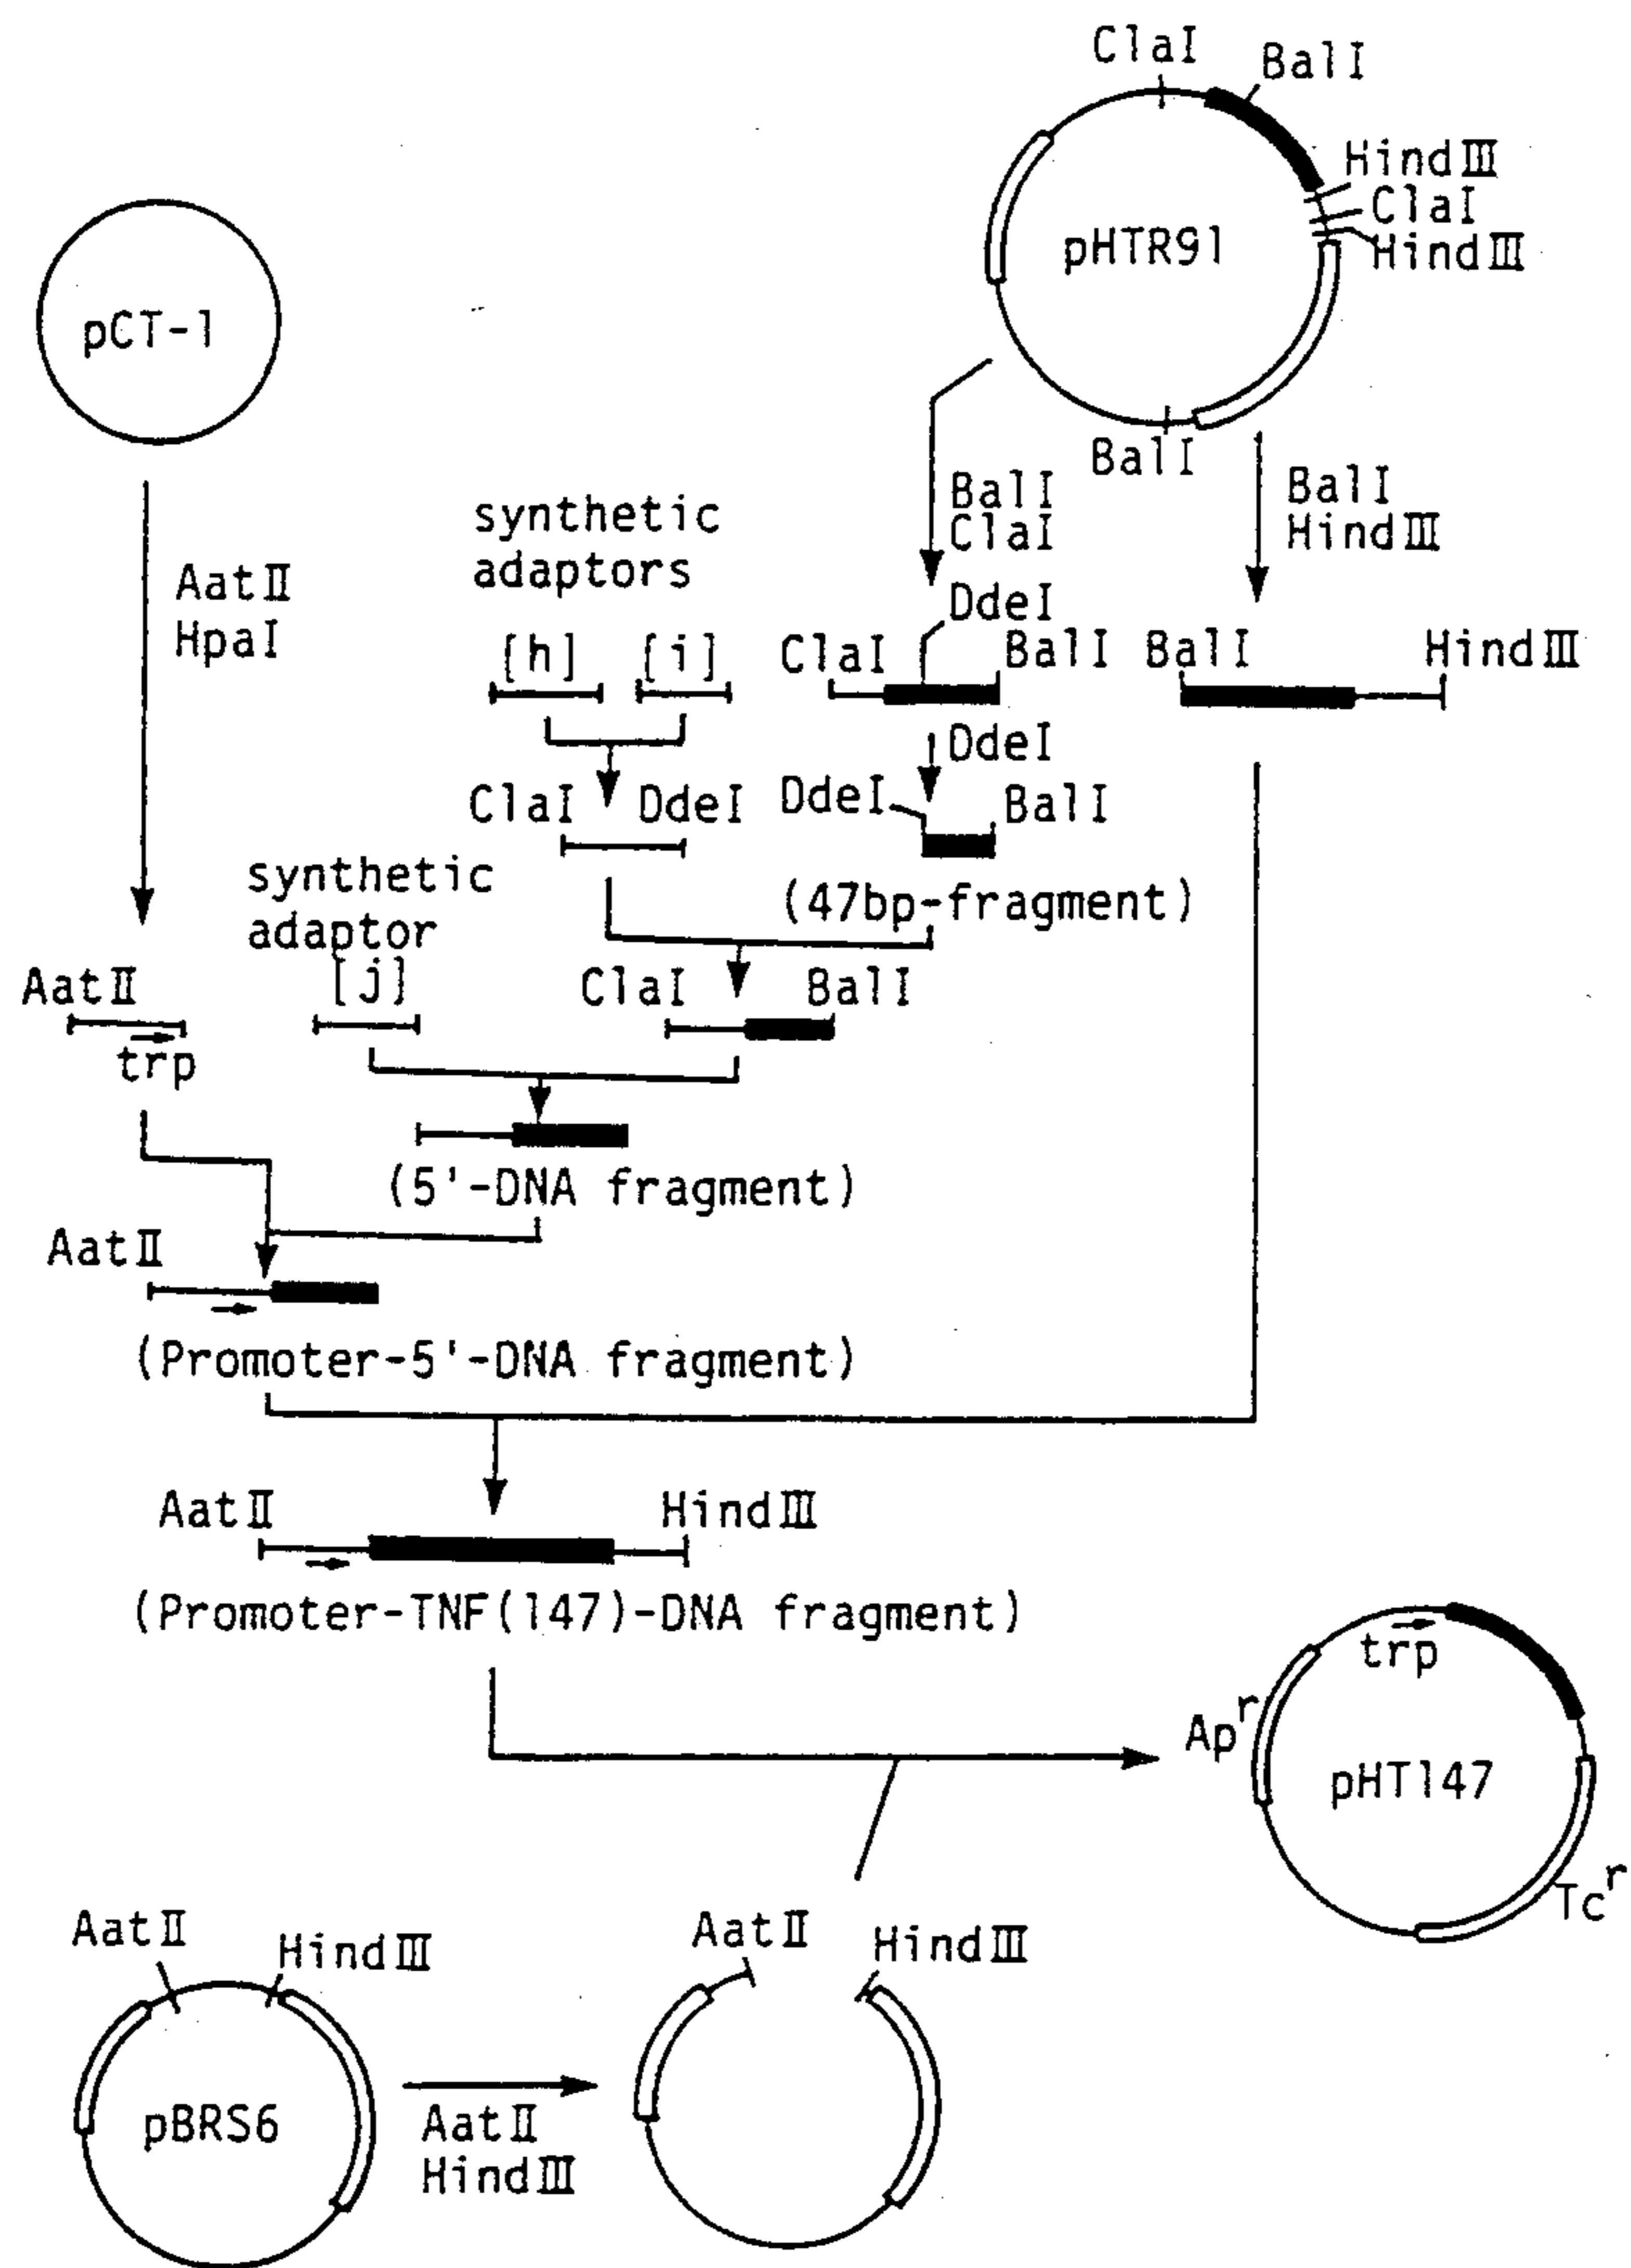 ClaI
BalI
HindⅢ
ClaI
HindⅢ
pHTR91
BalI
pCT-1
AatⅡ
HpaI
synthetic
adaptors
BalI
ClaI
BalI
HindⅢ
DdeI
[h]
[i]
ClaI
BalI
BalI
HindⅢ
DdeI
ClaI
DdeI
DdeI
BalI
(47bp-fragment)
synthetic
adaptor
[j]
AatⅡ
trp
ClaI
BalI
(5'-DNA fragment)
AatⅡ
(Promoter-5'-DNA fragment)
AatⅡ
HindⅢ
(Promoter-TNF(147)-DNA fragment)
trp
Apr
pHT147
Tcr
AatⅡ
HindⅢ
pBRS6
AatⅡ
HindⅢ
AatⅡ
HindⅢ